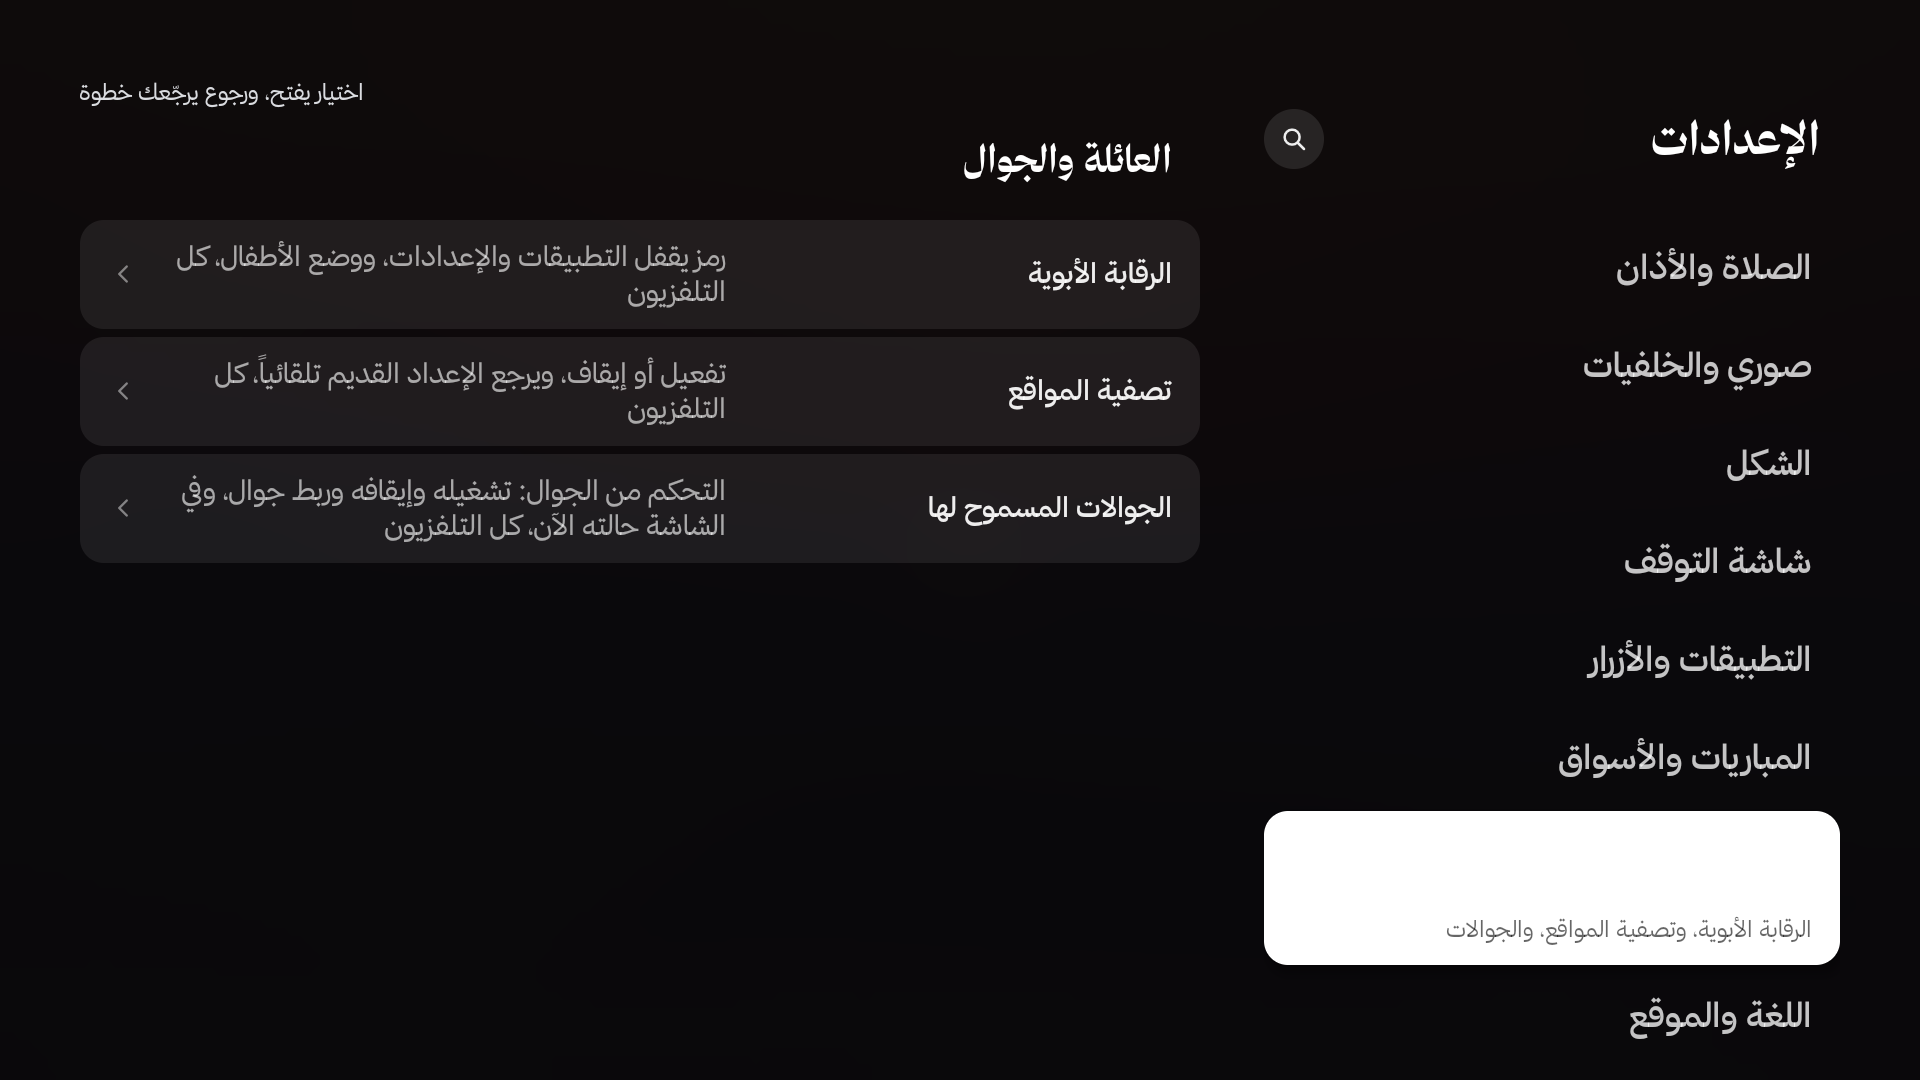 الإعدادات
الصلاة والأذان
صوري والخلفيات
الشكل
شاشة التوقف
التطبيقات والأزرار
المباريات والأسواق
الرقابة الأبوية، وتصفية المواقع، والجوالات
اللغة والموقع
اختيار يفتح، ورجوع يرجّعك خطوة
العائلة والجوال
الرقابة الأبوية
رمز يقفل التطبيقات والإعدادات، ووضع الأطفال، كل
التلفزيون
تصفية المواقع
تفعيل أو إيقاف، ويرجع الإعداد القديم تلقائياً، كل
التلفزيون
الجوالات المسموح لها
التحكم من الجوال: تشغيله وإيقافه وربط جوال، وفي
الشاشة حالته الآن، كل التلفزيون